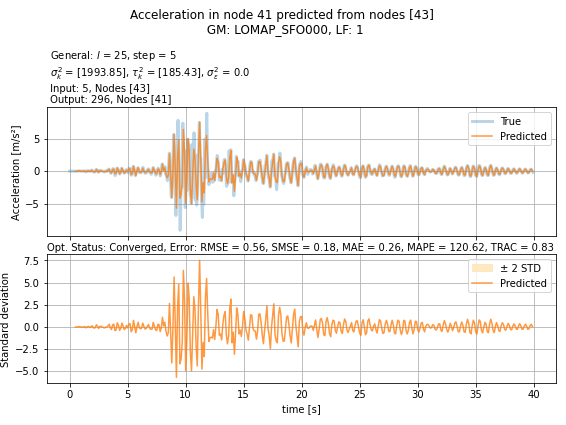 Acceleration in node 41 predicted from nodes [43]
GM: LOMAP_SFO000, LF: 1
General: l = 25, step = 5
σ²ₖ = [1993.85], τ²ₖ = [185.43], σ²ε = 0.0
Input: 5, Nodes [43]
Output: 296, Nodes [41]
True
Predicted
Acceleration [m/s²]
5
0
−5
Opt. Status: Converged, Error: RMSE = 0.56, SMSE = 0.18, MAE = 0.26, MAPE = 120.62, TRAC = 0.83
± 2 STD
Predicted
Standard deviation
7.5
5.0
2.5
0.0
−2.5
−5.0
0 5 10 15 20 25 30 35 40
time [s]